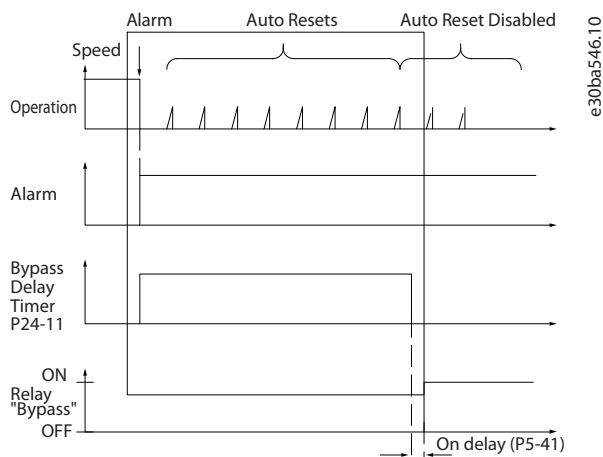 Alarm
Auto Resets
Auto Reset Disabled
e30ba546.10
Speed
Operation
Alarm
Bypass
Delay
Timer
P24-11
ON
Relay
"Bypass"
OFF
On delay (P5-41)